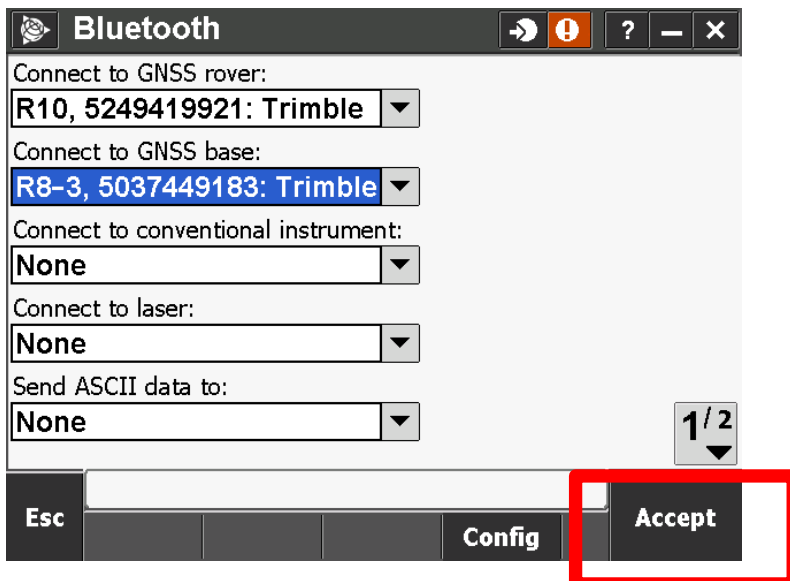 Bluetooth
? – ×
Connect to GNSS rover:
R10, 5249419921: Trimble
Connect to GNSS base:
R8-3, 5037449183: Trimble
Connect to conventional instrument:
None
Connect to laser:
None
Send ASCII data to:
None
1/2
Esc
Config
Accept